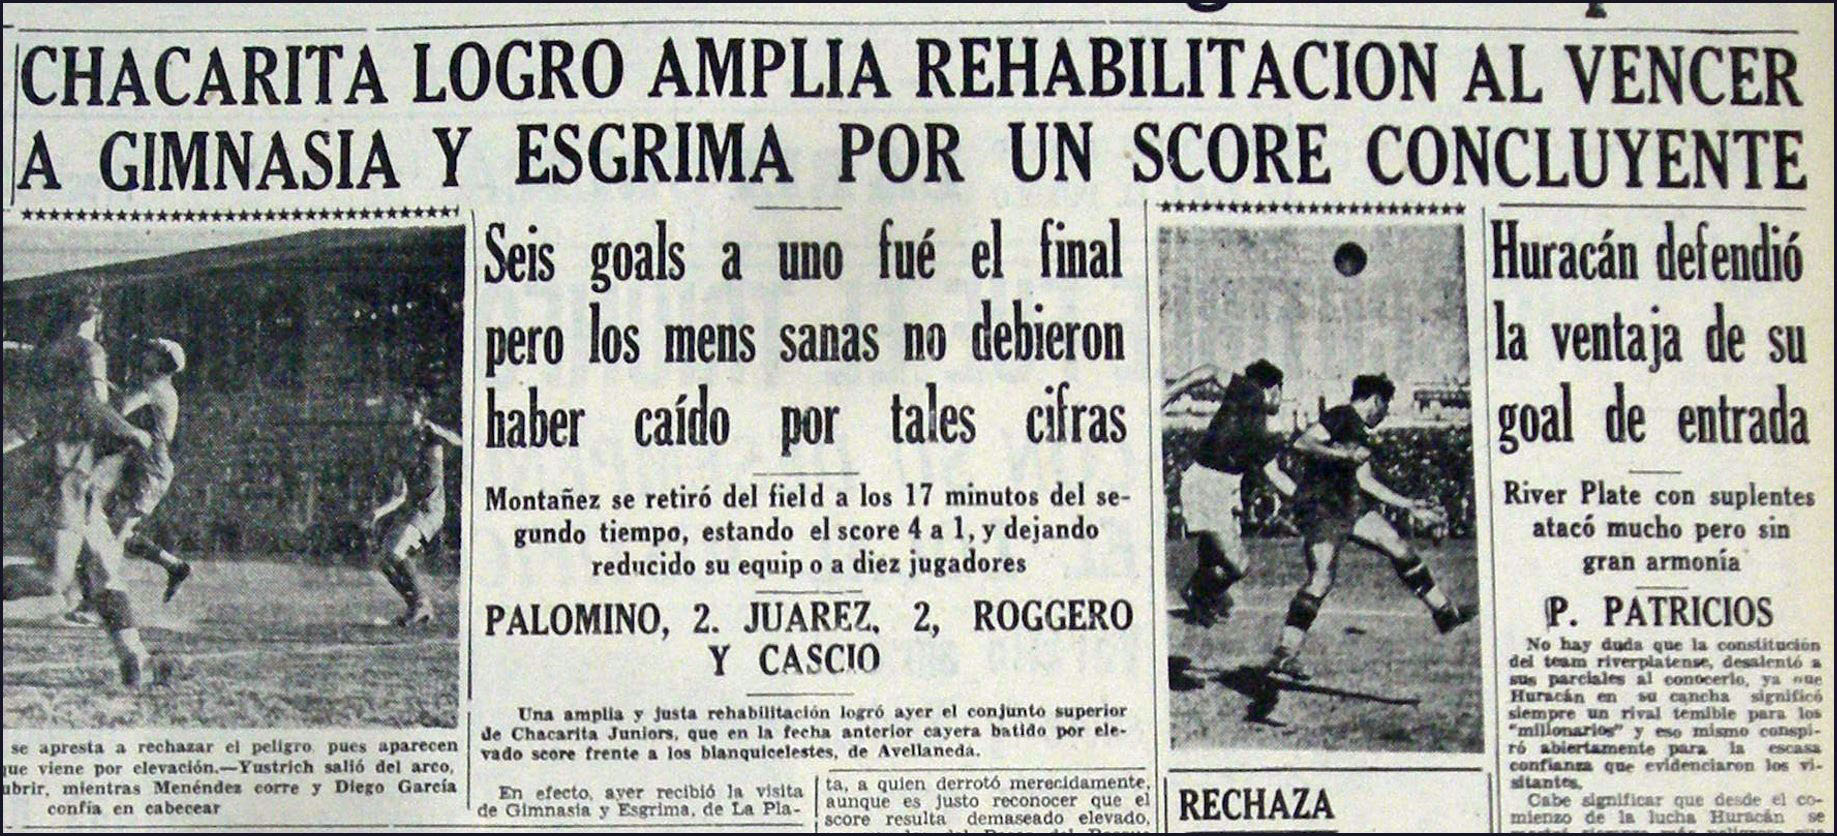 CHACARITA LOGRO AMPLIA REHABILITACION AL VENCER
A GIMNASIA Y ESGRIMA POR UN SCORE CONCLUYENTE
se apresta a rechazar el peligro pues aparecen
que viene por elevación.—Yustrich salió del arco,
ubrir, mientras Menéndez corre y Diego García
confía en cabecear
Seis goals a uno fué el final
pero los mens sanas no debieron
haber caído por tales cifras
Montañez se retiró del field a los 17 minutos del se-
gundo tiempo, estando el score 4 a 1, y dejando
reducido su equipo a diez jugadores
PALOMINO, 2. JUAREZ. 2, ROGGERO
Y CASCIO
Una amplia y justa rehabilitación logró ayer el conjunto superior
de Chacarita Juniors, que en la fecha anterior cayera batido por ele-
vado score frente a los blanquicelestes, de Avellaneda.
En efecto, ayer recibió la visita
de Gimnasia y Esgrima, de La Pla-
ta, a quien derrotó merecidamente,
aunque es justo reconocer que el
score resulta demaseado elevado,
RECHAZA
Huracán defendió
la ventaja de su
goal de entrada
River Plate con suplentes
atacó mucho pero sin
gran armonía
P. PATRICIOS
No hay duda que la constitución
del team riverplatense, desalentó a
sus parciales al conocerlo, ya que
Huracán en su cancha significó
siempre un rival temible para los
"millonarios" y eso mismo conspi-
ró abiertamente para la escasa
confianza que evidenciaron los vi-
sitantes.
Cabe significar que desde el co-
mienzo de la lucha Huracán se